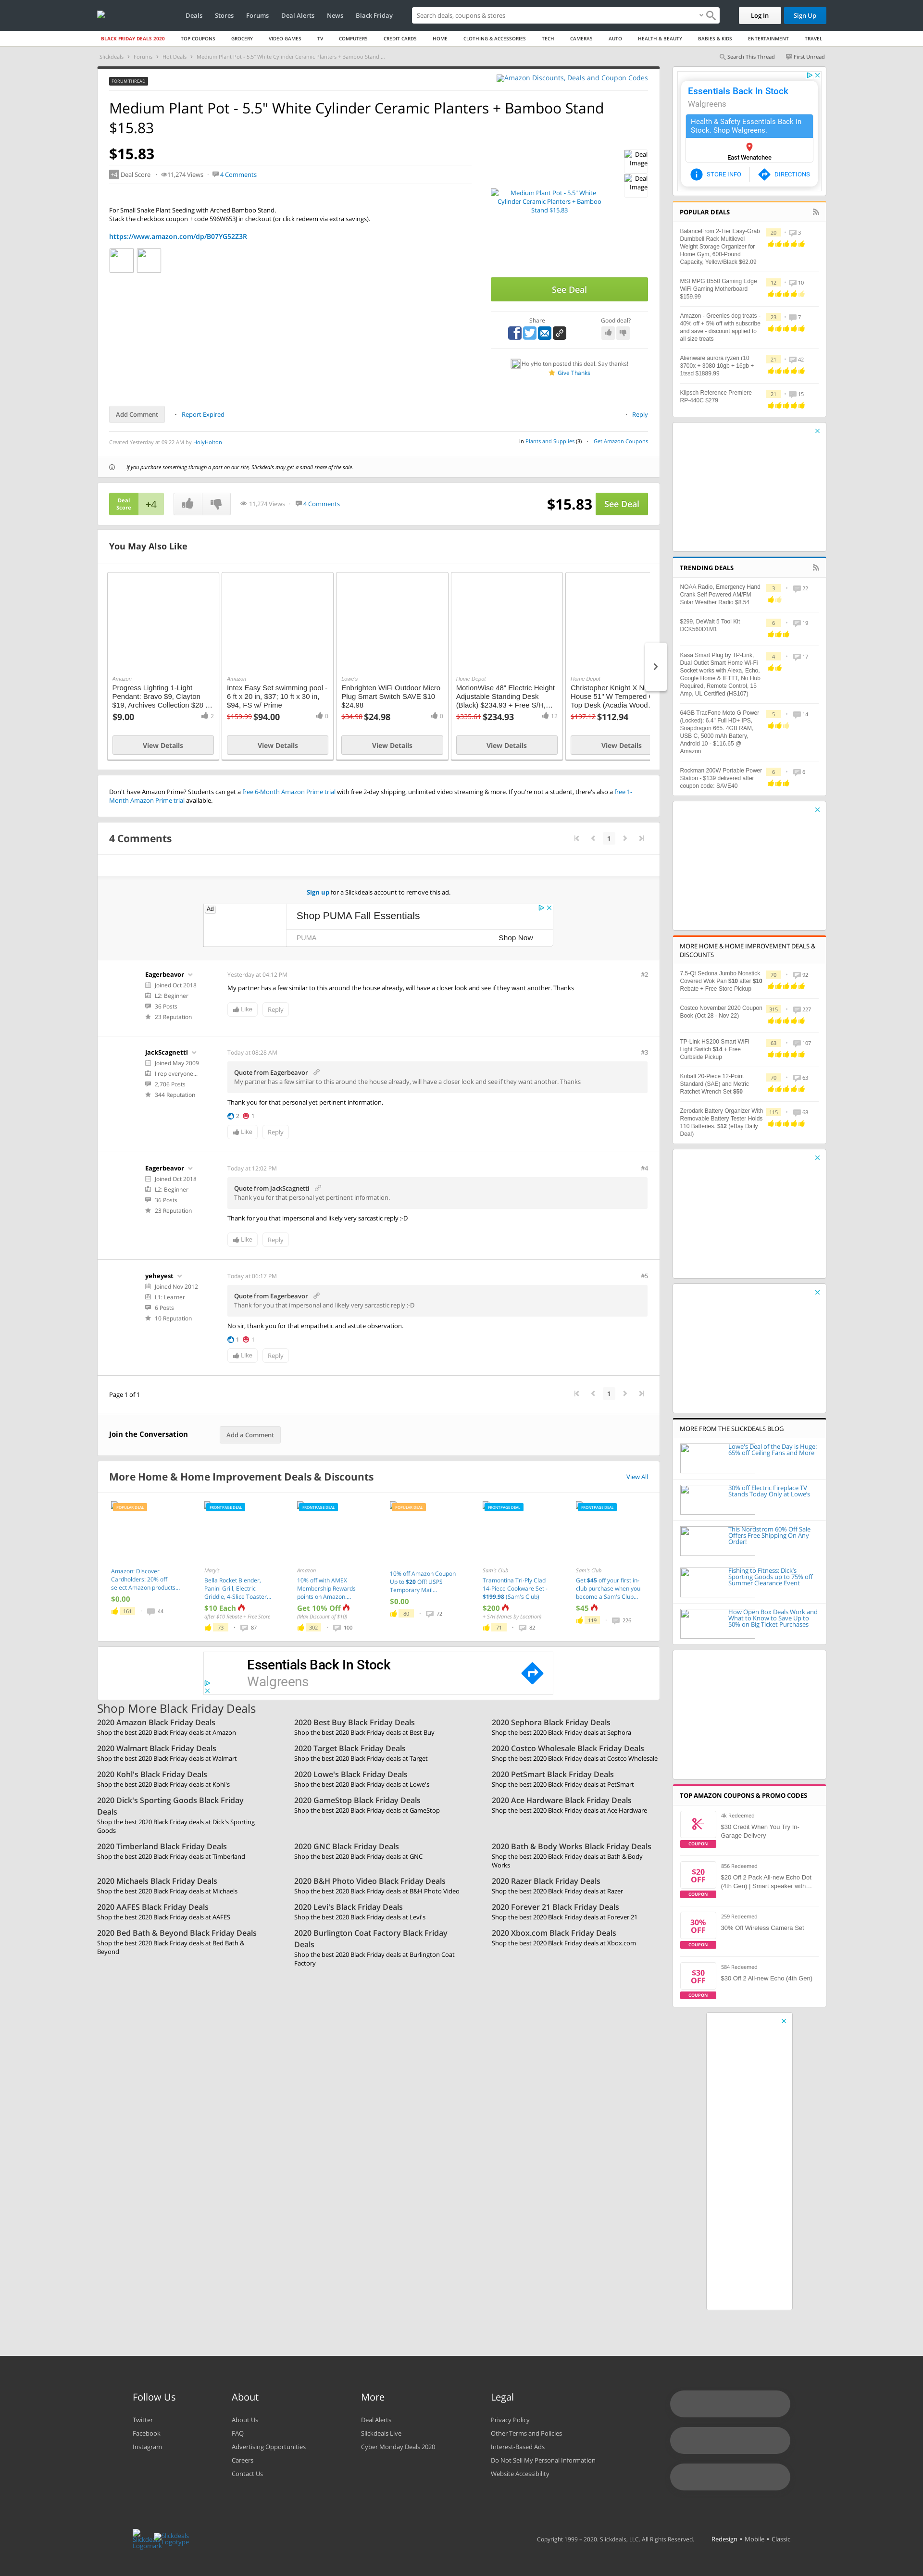 Deals Stores Forums Deal Alerts News Black Friday
Search deals, coupons & stores
Log In
Sign Up
BLACK FRIDAY DEALS 2020 TOP COUPONS GROCERY VIDEO GAMES TV COMPUTERS CREDIT CARDS HOME CLOTHING & ACCESSORIES TECH CAMERAS AUTO HEALTH & BEAUTY BABIES & KIDS ENTERTAINMENT TRAVEL
Slickdeals Forums Hot Deals Medium Plant Pot - 5.5" White Cylinder Ceramic Planters + Bamboo Stand ...
Search This Thread First Unread
FORUM THREAD
Amazon Discounts, Deals and Coupon Codes
Medium Plant Pot - 5.5" White Cylinder Ceramic Planters + Bamboo Stand
$15.83
$15.83
+4 Deal Score 11,274 Views 4 Comments
For Small Snake Plant Seeding with Arched Bamboo Stand.
Stack the checkbox coupon + code 596W653J in checkout (or click redeem via extra savings).
https://www.amazon.com/dp/B07YG52Z3R
Medium Plant Pot - 5.5" White
Cylinder Ceramic Planters + Bamboo
Stand $15.83
Deal
Image
Deal
Image
See Deal
Share
Good deal?
HolyHolton posted this deal. Say thanks!
Give Thanks
Add Comment
Report Expired
Reply
Created Yesterday at 09:22 AM by HolyHolton
in Plants and Supplies (3) Get Amazon Coupons
If you purchase something through a post on our site, Slickdeals may get a small share of the sale.
Deal
Score
+4
11,274 Views
4 Comments
$15.83
See Deal
You May Also Like
Amazon
Progress Lighting 1-Light
Pendant: Bravo $9, Clayton
$19, Archives Collection $28 ...
$9.00
2
View Details
Amazon
Intex Easy Set swimming pool -
6 ft x 20 in, $37; 10 ft x 30 in,
$94, FS w/ Prime
$159.99 $94.00
0
View Details
Lowe's
Enbrighten WiFi Outdoor Micro
Plug Smart Switch SAVE $10
$24.98
$34.98 $24.98
0
View Details
Home Depot
MotionWise 48" Electric Height
Adjustable Standing Desk
(Black) $234.93 + Free S/H,...
$335.61 $234.93
12
View Details
Home Depot
Christopher Knight X N
House 51" W Tempered
Top Desk (Acadia Wood.
$197.12 $112.94
View Details
Don't have Amazon Prime? Students can get a free 6-Month Amazon Prime trial with free 2-day shipping, unlimited video streaming & more. If you're not a student, there's also a free 1-
Month Amazon Prime trial available.
4 Comments
1
Sign up for a Slickdeals account to remove this ad.
Ad
Shop PUMA Fall Essentials
PUMA
Shop Now
Eagerbeaver
Joined Oct 2018
L2: Beginner
36 Posts
23 Reputation
Yesterday at 04:12 PM
#2
My partner has a few similar to this around the house already, will have a closer look and see if they want another. Thanks
Like
Reply
JackScagnetti
Joined May 2009
I rep everyone...
2,706 Posts
344 Reputation
Today at 08:28 AM
#3
Quote from Eagerbeaver
My partner has a few similar to this around the house already, will have a closer look and see if they want another. Thanks
Thank you for that personal yet pertinent information.
2 1
Like
Reply
Eagerbeaver
Joined Oct 2018
L2: Beginner
36 Posts
23 Reputation
Today at 12:02 PM
#4
Quote from JackScagnetti
Thank you for that personal yet pertinent information.
Thank for you that impersonal and likely very sarcastic reply :-D
Like
Reply
yeheyest
Joined Nov 2012
L1: Learner
6 Posts
10 Reputation
Today at 06:17 PM
#5
Quote from Eagerbeaver
Thank for you that impersonal and likely very sarcastic reply :-D
No sir, thank you for that empathetic and astute observation.
1 1
Like
Reply
Page 1 of 1
1
Join the Conversation
Add a Comment
More Home & Home Improvement Deals & Discounts
View All
POPULAR DEAL
Amazon: Discover
Cardholders: 20% off
select Amazon products...
$0.00
161 44
FRONTPAGE DEAL
Macy's
Bella Rocket Blender,
Panini Grill, Electric
Griddle, 4-Slice Toaster...
$10 Each
after $10 Rebate + Free Store
73 87
FRONTPAGE DEAL
Amazon
10% off with AMEX
Membership Rewards
points on Amazon....
Get 10% Off
(Max Discount of $10)
302 100
POPULAR DEAL
10% off Amazon Coupon
Up to $20 Off! USPS
Temporary Mail...
$0.00
80 72
FRONTPAGE DEAL
Sam's Club
Tramontina Tri-Ply Clad
14-Piece Cookware Set -
$199.98 (Sam's Club)
$200
+ S/H (Varies by Location)
71 82
FRONTPAGE DEAL
Sam's Club
Get $45 off your first in-
club purchase when you
become a Sam's Club...
$45
119 226
Essentials Back In Stock
Walgreens
Shop More Black Friday Deals
2020 Amazon Black Friday Deals
Shop the best 2020 Black Friday deals at Amazon
2020 Best Buy Black Friday Deals
Shop the best 2020 Black Friday deals at Best Buy
2020 Sephora Black Friday Deals
Shop the best 2020 Black Friday deals at Sephora
2020 Walmart Black Friday Deals
Shop the best 2020 Black Friday deals at Walmart
2020 Target Black Friday Deals
Shop the best 2020 Black Friday deals at Target
2020 Costco Wholesale Black Friday Deals
Shop the best 2020 Black Friday deals at Costco Wholesale
2020 Kohl's Black Friday Deals
Shop the best 2020 Black Friday deals at Kohl's
2020 Lowe's Black Friday Deals
Shop the best 2020 Black Friday deals at Lowe's
2020 PetSmart Black Friday Deals
Shop the best 2020 Black Friday deals at PetSmart
2020 Dick's Sporting Goods Black Friday
Deals
Shop the best 2020 Black Friday deals at Dick's Sporting
Goods
2020 GameStop Black Friday Deals
Shop the best 2020 Black Friday deals at GameStop
2020 Ace Hardware Black Friday Deals
Shop the best 2020 Black Friday deals at Ace Hardware
2020 Timberland Black Friday Deals
Shop the best 2020 Black Friday deals at Timberland
2020 GNC Black Friday Deals
Shop the best 2020 Black Friday deals at GNC
2020 Bath & Body Works Black Friday Deals
Shop the best 2020 Black Friday deals at Bath & Body
Works
2020 Michaels Black Friday Deals
Shop the best 2020 Black Friday deals at Michaels
2020 B&H Photo Video Black Friday Deals
Shop the best 2020 Black Friday deals at B&H Photo Video
2020 Razer Black Friday Deals
Shop the best 2020 Black Friday deals at Razer
2020 AAFES Black Friday Deals
Shop the best 2020 Black Friday deals at AAFES
2020 Levi's Black Friday Deals
Shop the best 2020 Black Friday deals at Levi's
2020 Forever 21 Black Friday Deals
Shop the best 2020 Black Friday deals at Forever 21
2020 Bed Bath & Beyond Black Friday Deals
Shop the best 2020 Black Friday deals at Bed Bath &
Beyond
2020 Burlington Coat Factory Black Friday
Deals
Shop the best 2020 Black Friday deals at Burlington Coat
Factory
2020 Xbox.com Black Friday Deals
Shop the best 2020 Black Friday deals at Xbox.com
Essentials Back In Stock
Walgreens
Health & Safety Essentials Back In
Stock. Shop Walgreens.
East Wenatchee
STORE INFO
DIRECTIONS
POPULAR DEALS
BalanceFrom 2-Tier Easy-Grab
Dumbbell Rack Multilevel
Weight Storage Organizer for
Home Gym, 600-Pound
Capacity, Yellow/Black $62.09
20 3
MSI MPG B550 Gaming Edge
WiFi Gaming Motherboard
$159.99
12 10
Amazon - Greenies dog treats -
40% off + 5% off with subscribe
and save - discount applied to
all size treats
23 7
Alienware aurora ryzen r10
3700x + 3080 10gb + 16gb +
1tssd $1889.99
21 42
Klipsch Reference Premiere
RP-440C $279
21 15
TRENDING DEALS
NOAA Radio, Emergency Hand
Crank Self Powered AM/FM
Solar Weather Radio $8.54
3 22
$299, DeWalt 5 Tool Kit
DCK560D1M1
6 19
Kasa Smart Plug by TP-Link,
Dual Outlet Smart Home Wi-Fi
Socket works with Alexa, Echo,
Google Home & IFTTT, No Hub
Required, Remote Control, 15
Amp, UL Certified (HS107)
4 17
64GB TracFone Moto G Power
(Locked): 6.4" Full HD+ IPS,
Snapdragon 665. 4GB RAM,
USB C, 5000 mAh Battery,
Android 10 - $116.65 @
Amazon
5 14
Rockman 200W Portable Power
Station - $139 delivered after
coupon code: SAVE40
6 6
MORE HOME & HOME IMPROVEMENT DEALS &
DISCOUNTS
7.5-Qt Sedona Jumbo Nonstick
Covered Wok Pan $10 after $10
Rebate + Free Store Pickup
70 92
Costco November 2020 Coupon
Book (Oct 28 - Nov 22)
315 227
TP-Link HS200 Smart WiFi
Light Switch $14 + Free
Curbside Pickup
63 107
Kobalt 20-Piece 12-Point
Standard (SAE) and Metric
Ratchet Wrench Set $50
70 63
Zerodark Battery Organizer With
Removable Battery Tester Holds
110 Batteries. $12 (eBay Daily
Deal)
115 68
MORE FROM THE SLICKDEALS BLOG
Lowe's Deal of the Day is Huge:
65% off Ceiling Fans and More
30% off Electric Fireplace TV
Stands Today Only at Lowe's
This Nordstrom 60% Off Sale
Offers Free Shipping On Any
Order!
Fishing to Fitness: Dick's
Sporting Goods up to 75% off
Summer Clearance Event
How Open Box Deals Work and
What to Know to Save Up to
50% on Big Ticket Purchases
TOP AMAZON COUPONS & PROMO CODES
COUPON
4k Redeemed
$30 Credit When You Try In-
Garage Delivery
$20
OFF
COUPON
856 Redeemed
$20 Off 2 Pack All-new Echo Dot
(4th Gen) | Smart speaker with...
30%
OFF
COUPON
259 Redeemed
30% Off Wireless Camera Set
$30
OFF
COUPON
584 Redeemed
$30 Off 2 All-new Echo (4th Gen)
Follow Us
Twitter
Facebook
Instagram
About
About Us
FAQ
Advertising Opportunities
Careers
Contact Us
More
Deal Alerts
Slickdeals Live
Cyber Monday Deals 2020
Legal
Privacy Policy
Other Terms and Policies
Interest-Based Ads
Do Not Sell My Personal Information
Website Accessibility
Slickdeals
Logotype
Copyright 1999 - 2020. Slickdeals, LLC. All Rights Reserved.
Redesign • Mobile • Classic